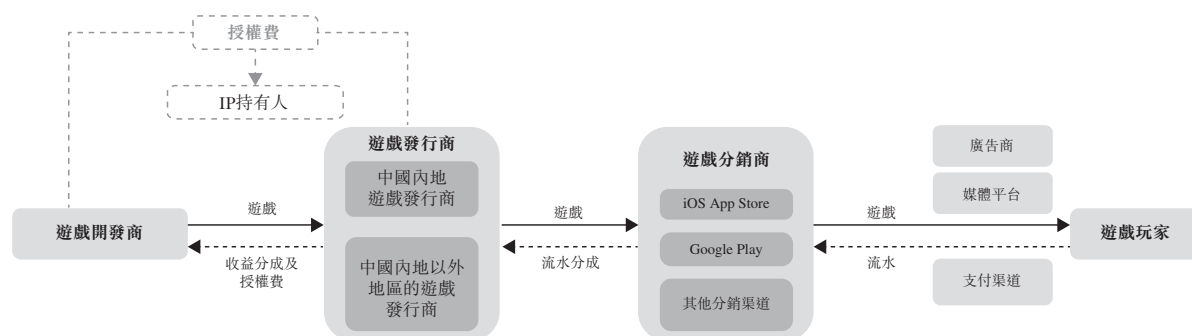 授權費
IP持有人
遊戲開發商
遊戲
收益分成及
授權費
遊戲發行商
中國內地
遊戲發行商
中國內地以外
地區的遊戲
發行商
遊戲
流水分成
遊戲分銷商
iOS App Store
Google Play
其他分銷渠道
遊戲
流水
廣告商
媒體平台
支付渠道
遊戲玩家